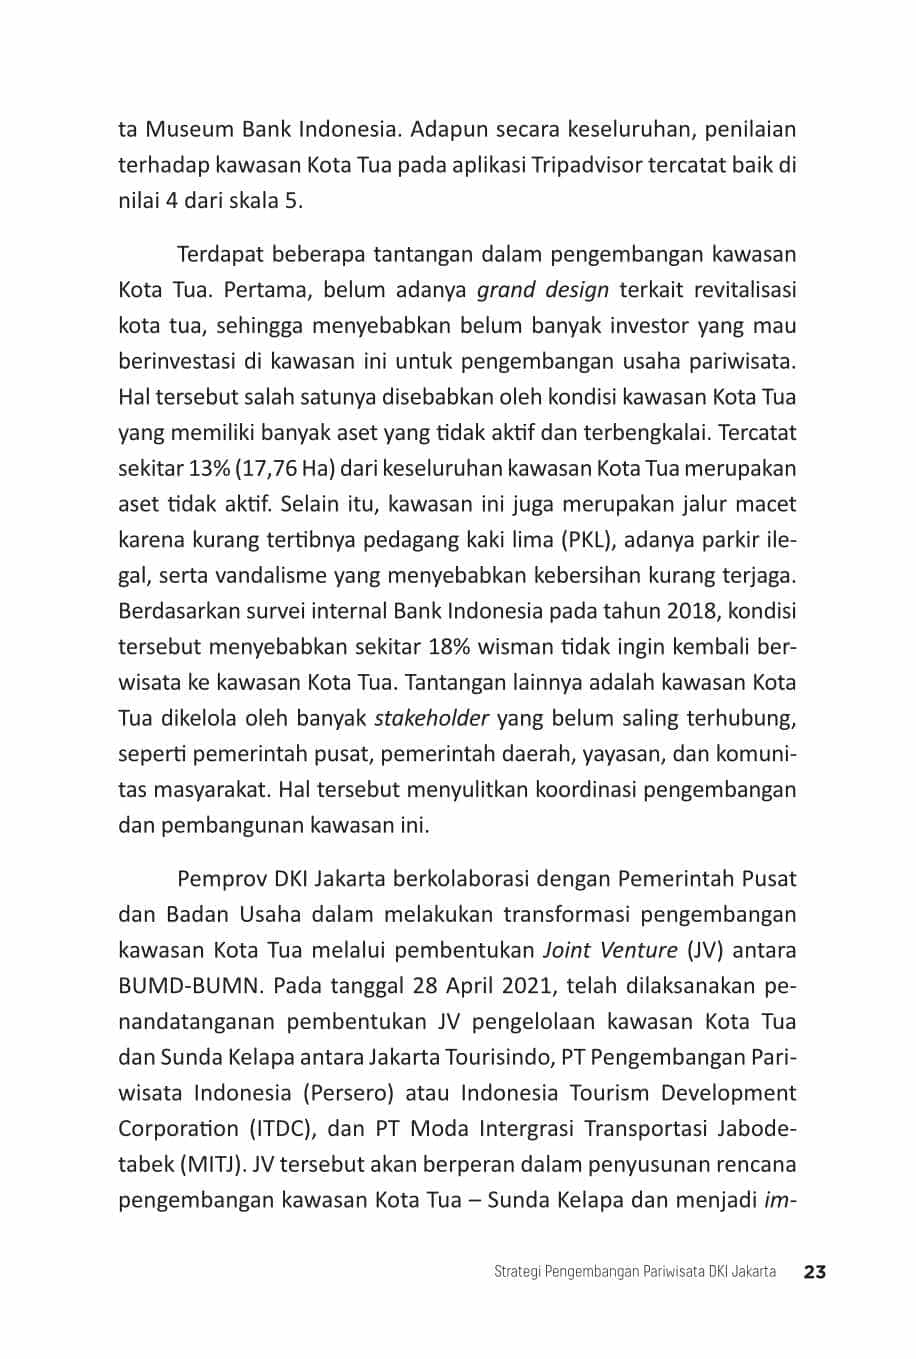 ta Museum Bank Indonesia. Adapun secara keseluruhan, penilaian
terhadap kawasan Kota Tua pada aplikasi Tripadvisor tercatat baik di
nilai 4 dari skala 5.
Terdapat beberapa tantangan dalam pengembangan kawasan
Kota Tua. Pertama, belum adanya grand design terkait revitalisasi
kota tua, sehingga menyebabkan belum banyak investor yang mau
berinvestasi di kawasan ini untuk pengembangan usaha pariwisata.
Hal tersebut salah satunya disebabkan oleh kondisi kawasan Kota Tua
yang memiliki banyak aset yang tidak aktif dan terbengkalai. Tercatat
sekitar 13% (17,76 Ha) dari keseluruhan kawasan Kota Tua merupakan
aset tidak aktif. Selain itu, kawasan ini juga merupakan jalur macet
karena kurang tertibnya pedagang kaki lima (PKL), adanya parkir ile-
gal, serta vandalisme yang menyebabkan kebersihan kurang terjaga.
Berdasarkan survei internal Bank Indonesia pada tahun 2018, kondisi
tersebut menyebabkan sekitar 18% wisman tidak ingin kembali ber-
wisata ke kawasan Kota Tua. Tantangan lainnya adalah kawasan Kota
Tua dikelola oleh banyak stakeholder yang belum saling terhubung,
seperti pemerintah pusat, pemerintah daerah, yayasan, dan komuni-
tas masyarakat. Hal tersebut menyulitkan koordinasi pengembangan
dan pembangunan kawasan ini.
Pemprov DKI Jakarta berkolaborasi dengan Pemerintah Pusat
dan Badan Usaha dalam melakukan transformasi pengembangan
kawasan Kota Tua melalui pembentukan Joint Venture (JV) antara
BUMD-BUMN. Pada tanggal 28 April 2021, telah dilaksanakan pe-
nandatanganan pembentukan JV pengelolaan kawasan Kota Tua
dan Sunda Kelapa antara Jakarta Tourisindo, PT Pengembangan Pari-
wisata Indonesia (Persero) atau Indonesia Tourism Development
Corporation (ITDC), dan PT Moda Intergrasi Transportasi Jabode-
tabek (MITJ). JV tersebut akan berperan dalam penyusunan rencana
pengembangan kawasan Kota Tua – Sunda Kelapa dan menjadi im-
Strategi Pengembangan Pariwisata DKI Jakarta 23